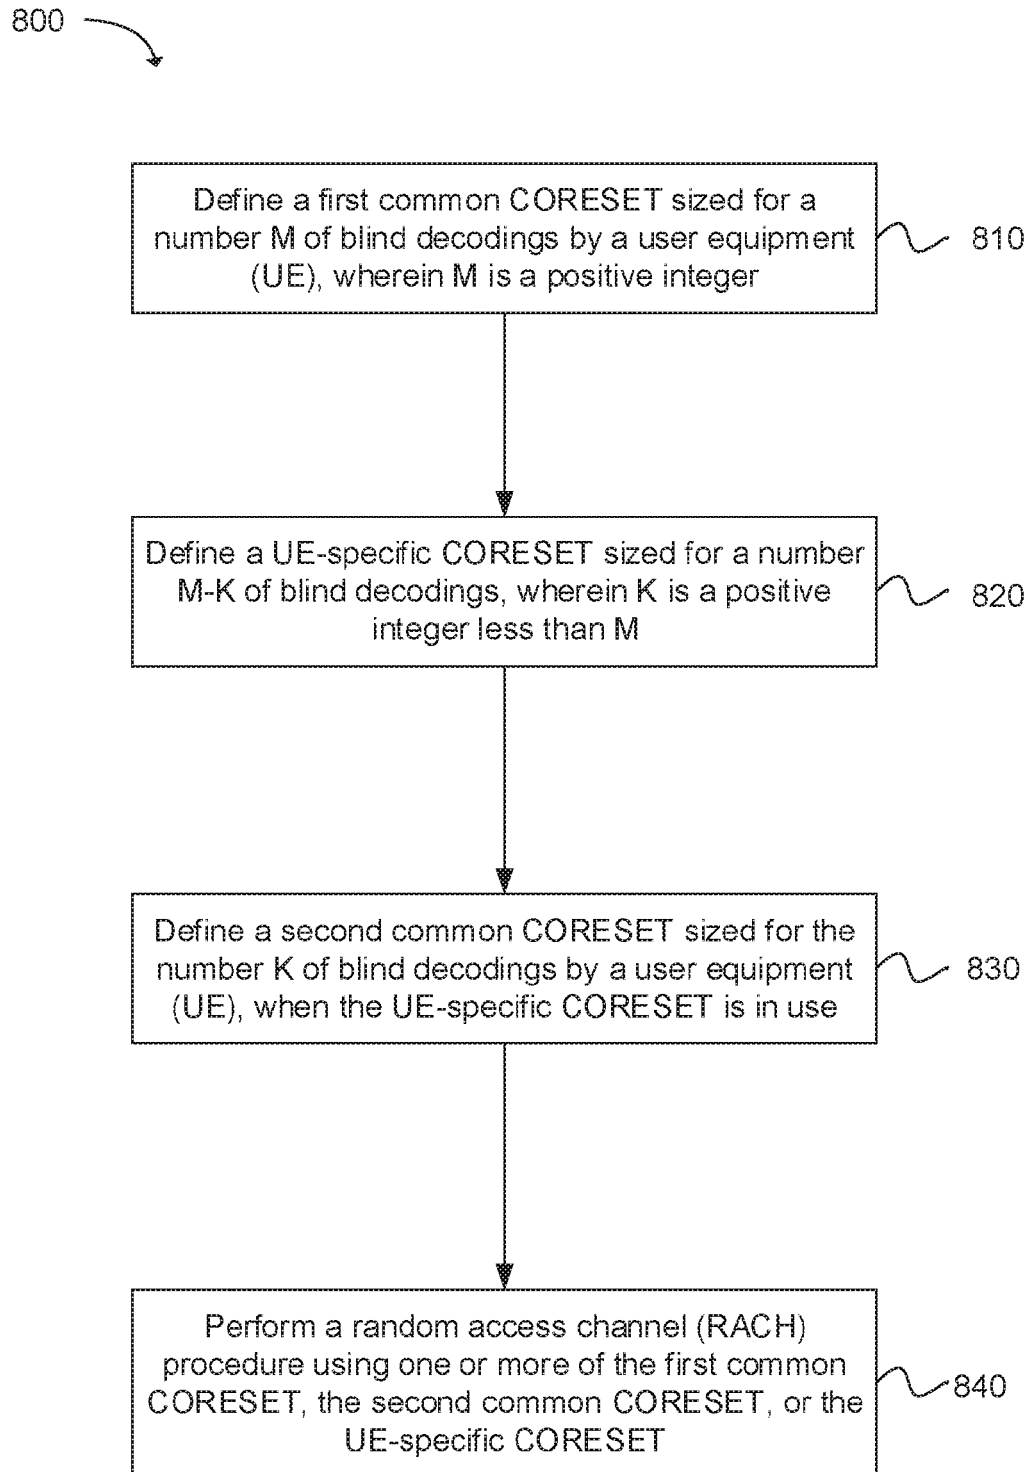 800
Define a first common CORESET sized for a
number M of blind decodings by a user equipment
(UE), wherein M is a positive integer
810
Define a UE-specific CORESET sized for a number
M-K of blind decodings, wherein K is a positive
integer less than M
820
Define a second common CORESET sized for the
number K of blind decodings by a user equipment
(UE), when the UE-specific CORESET is in use
830
Perform a random access channel (RACH)
procedure using one or more of the first common
CORESET, the second common CORESET, or the
UE-specific CORESET
840